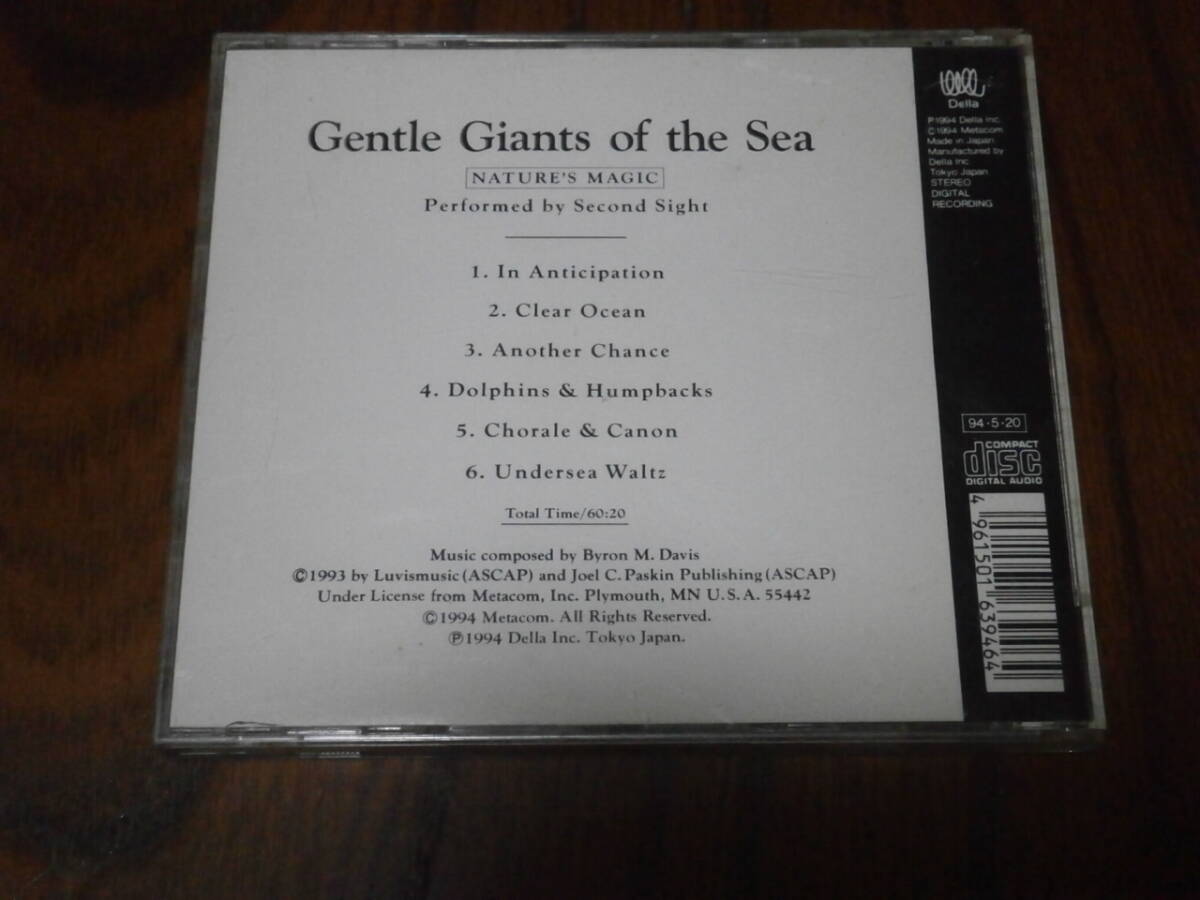 Gentle Giants of the Sea
NATURE'S MAGIC
Performed by Second Sight
1. In Anticipation
2. Clear Ocean
3. Another Chance
4. Dolphins & Humpbacks
5. Chorale & Canon
6. Undersea Waltz
Total Time/60:20
Music composed by Byron M. Davis
©1993 by Luvismusic (ASCAP) and Joel C. Paskin Publishing (ASCAP)
Under License from Metacom, Inc. Plymouth, MN U.S.A. 55442
©1994 Metacom. All Rights Reserved.
℗1994 Della Inc. Tokyo Japan.
Della
℗1994 Della Inc.
©1994 Metacom
Made in Japan
Manufactured by
Della Inc
Tokyo Japan
STEREO
DIGITAL
RECORDING
94·5·20
COMPACT
disc
DIGITAL AUDIO
4 961501 639464